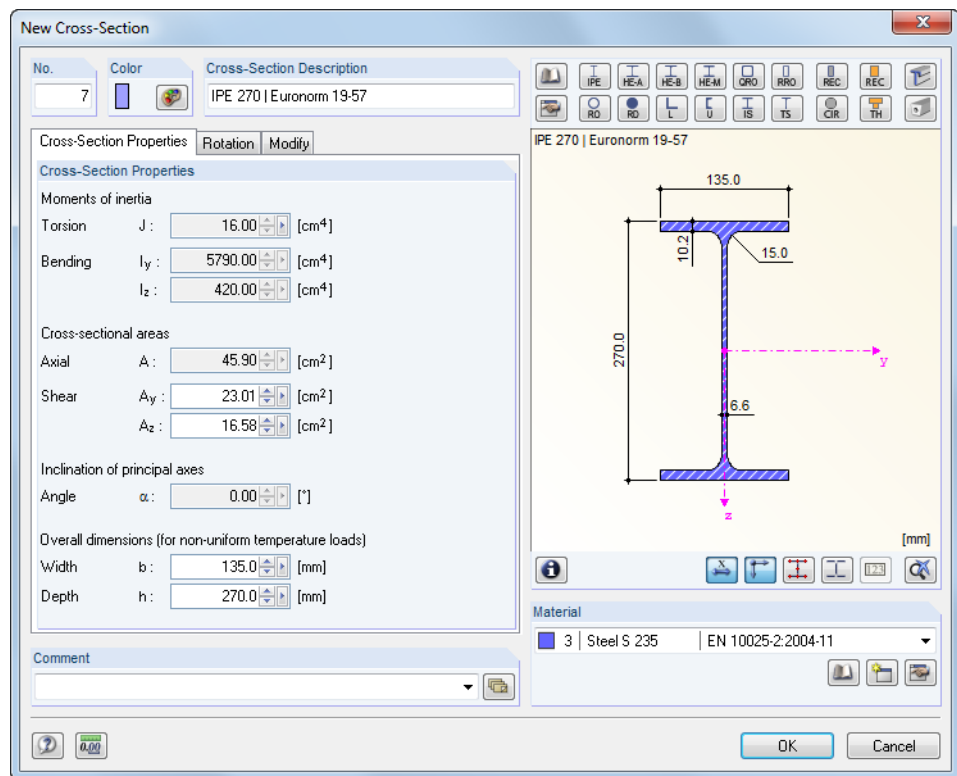 New Cross-Section
No. Color Cross-Section Description
7 IPE 270 | Euronorm 19-57
IPE HE-A HE-B HE-M QRO RRO REC REC
RO RD L U IS TS CIR TH
Cross-Section Properties Rotation Modify
Cross-Section Properties
Moments of inertia
Torsion J : 16.00 [cm4]
Bending Iy : 5790.00 [cm4]
Iz : 420.00 [cm4]
Cross-sectional areas
Axial A : 45.90 [cm2]
Shear Ay : 23.01 [cm2]
Az : 16.58 [cm2]
Inclination of principal axes
Angle α : 0.00 [°]
Overall dimensions (for non-uniform temperature loads)
Width b : 135.0 [mm]
Depth h : 270.0 [mm]
IPE 270 | Euronorm 19-57
135.0
10.2
15.0
270.0
y
6.6
z
[mm]
X
123
Material
3 Steel S 235 EN 10025-2:2004-11
Comment
0.00
OK Cancel